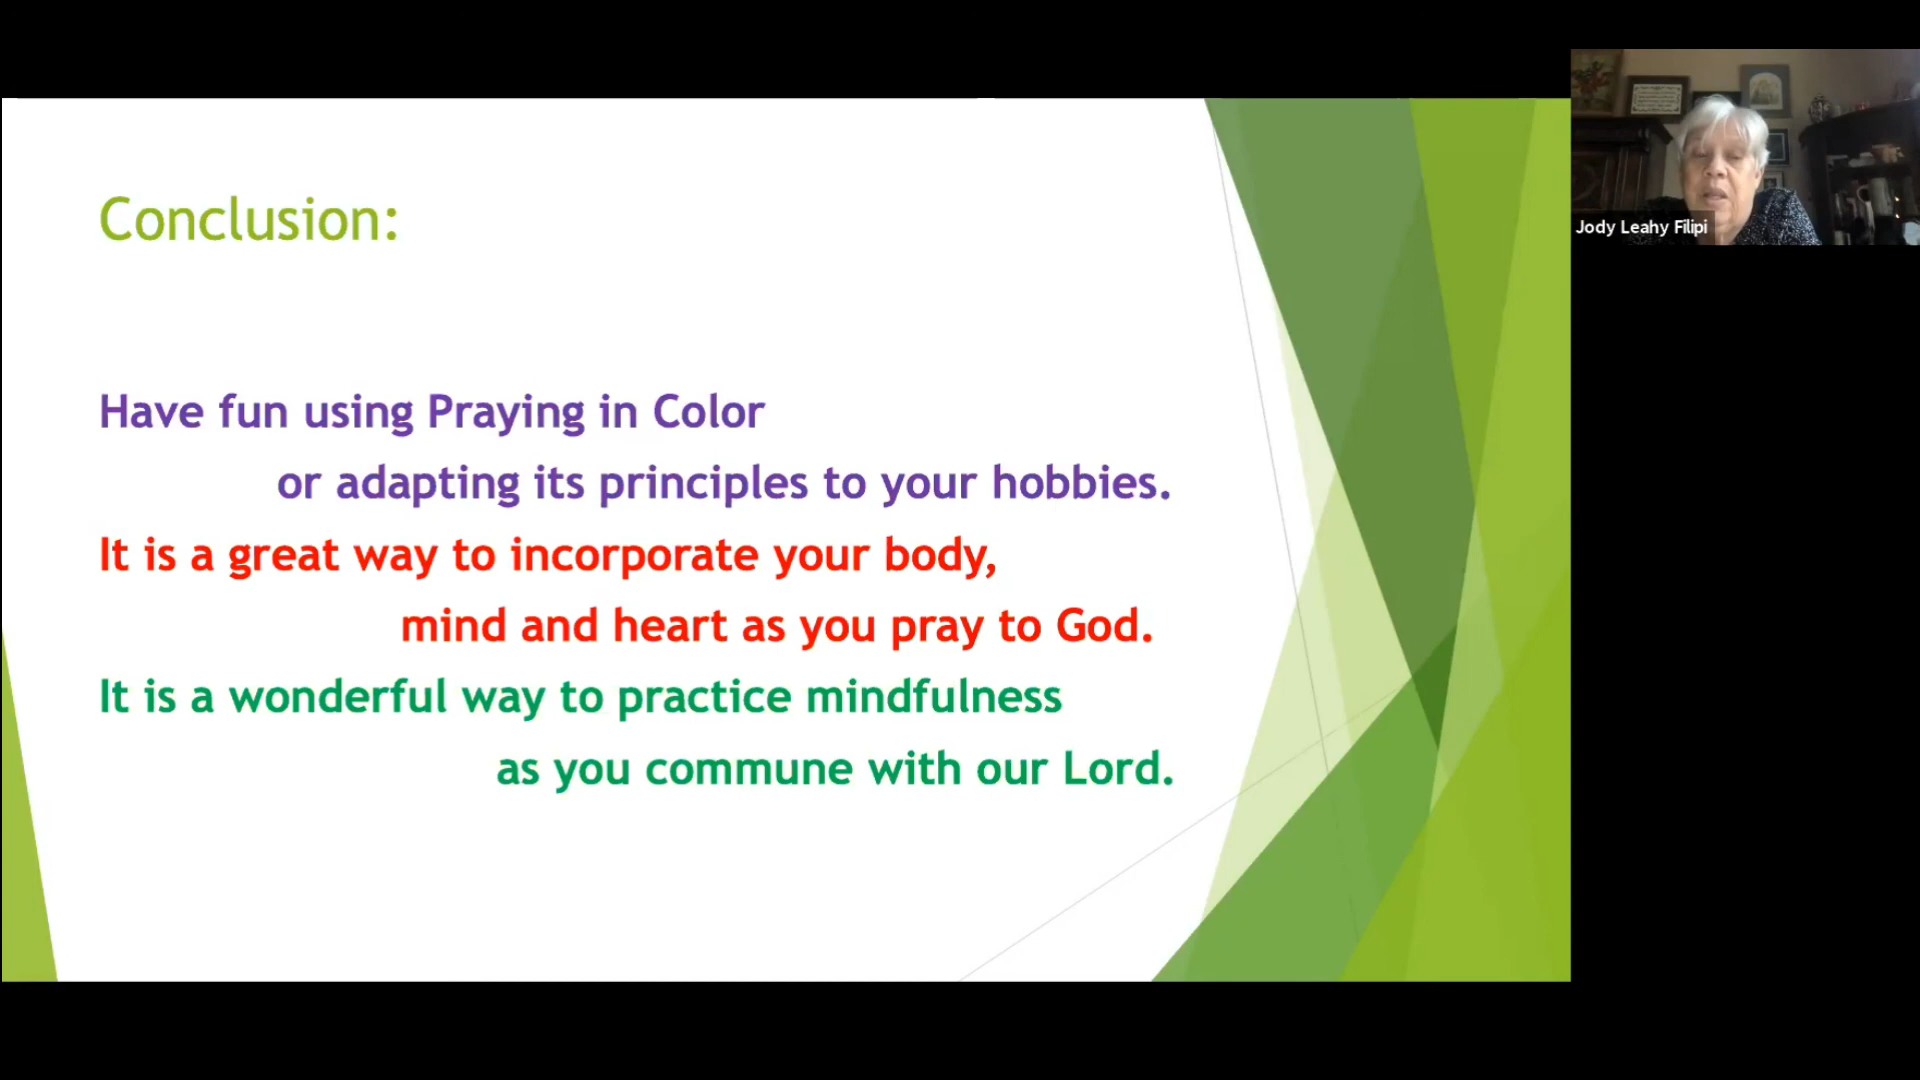 Conclusion:
Have fun using Praying in Color
or adapting its principles to your hobbies.
It is a great way to incorporate your body,
mind and heart as you pray to God.
It is a wonderful way to practice mindfulness
as you commune with our Lord.
Jody Leahy Filipi